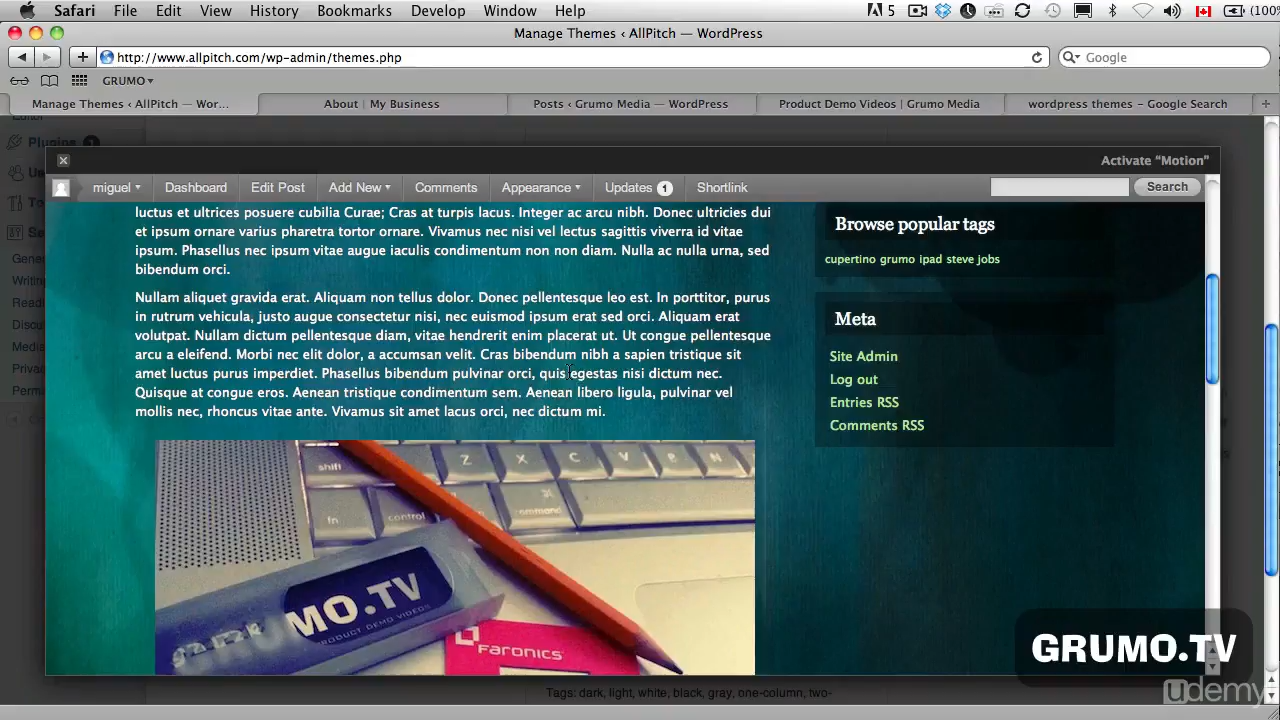 Safari File Edit View History Bookmarks Develop Window Help 5 (100%
Manage Themes ‹ AllPitch — WordPress
http://www.allpitch.com/wp-admin/themes.php
Google
GRUMO
Manage Themes ‹ AllPitch — Wor... About | My Business Posts ‹ Grumo Media — WordPress Product Demo Videos | Grumo Media wordpress themes – Google Search
Editor
Plugins
Activate "Motion"
miguel Dashboard Edit Post Add New Comments Appearance Updates 1 Shortlink Search
luctus et ultrices posuere cubilia Curae; Cras at turpis lacus. Integer ac arcu nibh. Donec ultricies dui
et ipsum ornare varius pharetra tortor ornare. Vivamus nec nisi vel lectus sagittis viverra id vitae
ipsum. Phasellus nec ipsum vitae augue iaculis condimentum non non diam. Nulla ac nulla urna, sed
bibendum orci.
Nullam aliquet gravida erat. Aliquam non tellus dolor. Donec pellentesque leo est. In porttitor, purus
in rutrum vehicula, justo augue consectetur nisi, nec euismod ipsum erat sed orci. Aliquam erat
volutpat. Nullam dictum pellentesque diam, vitae hendrerit enim placerat ut. Ut congue pellentesque
arcu a eleifend. Morbi nec elit dolor, a accumsan velit. Cras bibendum nibh a sapien tristique sit
amet luctus purus imperdiet. Phasellus bibendum pulvinar orci, quis egestas nisi dictum nec.
Quisque at congue eros. Aenean tristique condimentum sem. Aenean libero ligula, pulvinar vel
mollis nec, rhoncus vitae ante. Vivamus sit amet lacus orci, nec dictum mi.
Browse popular tags
cupertino grumo ipad steve jobs
Meta
Site Admin
Log out
Entries RSS
Comments RSS
shift Z X C V B N
fn control command
MO.TV
PRODUCT DEMO VIDEOS
FARONICS
GRUMO.TV
Tags: dark, light, white, black, gray, one-column, two-
udemy